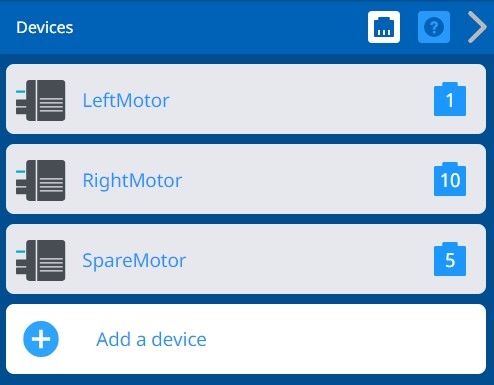 Devices
?
LeftMotor 1
RightMotor 10
SpareMotor 5
Add a device